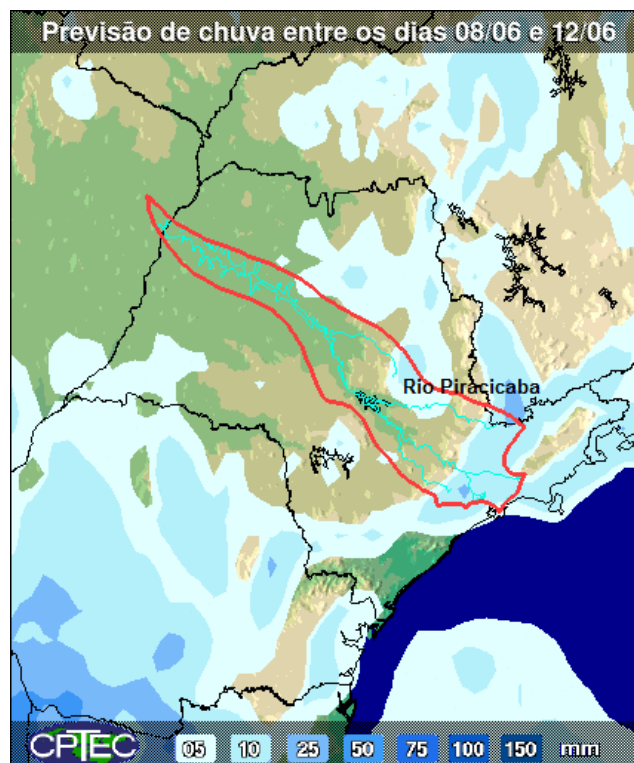 Previsão de chuva entre os dias 08/06 e 12/06
Rio Piracicaba
CPTEC 05 10 25 50 75 100 150 mm